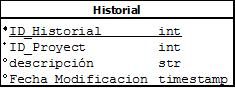 Historial
*ID_Historial int
*ID_Proyect int
°descripción str
°Fecha Modificacion timestamp